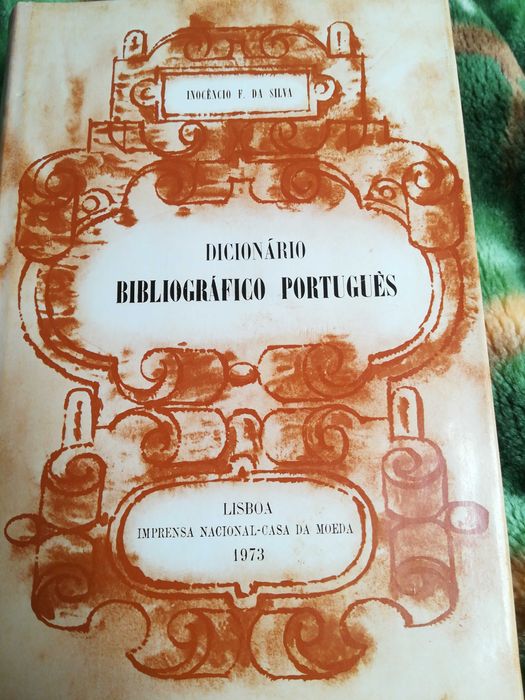 INOCÊNCIO F. DA SILVA
DICIONÁRIO
BIBLIOGRÁFICO PORTUGUÊS
LISBOA
IMPRENSA NACIONAL-CASA DA MOEDA
1973